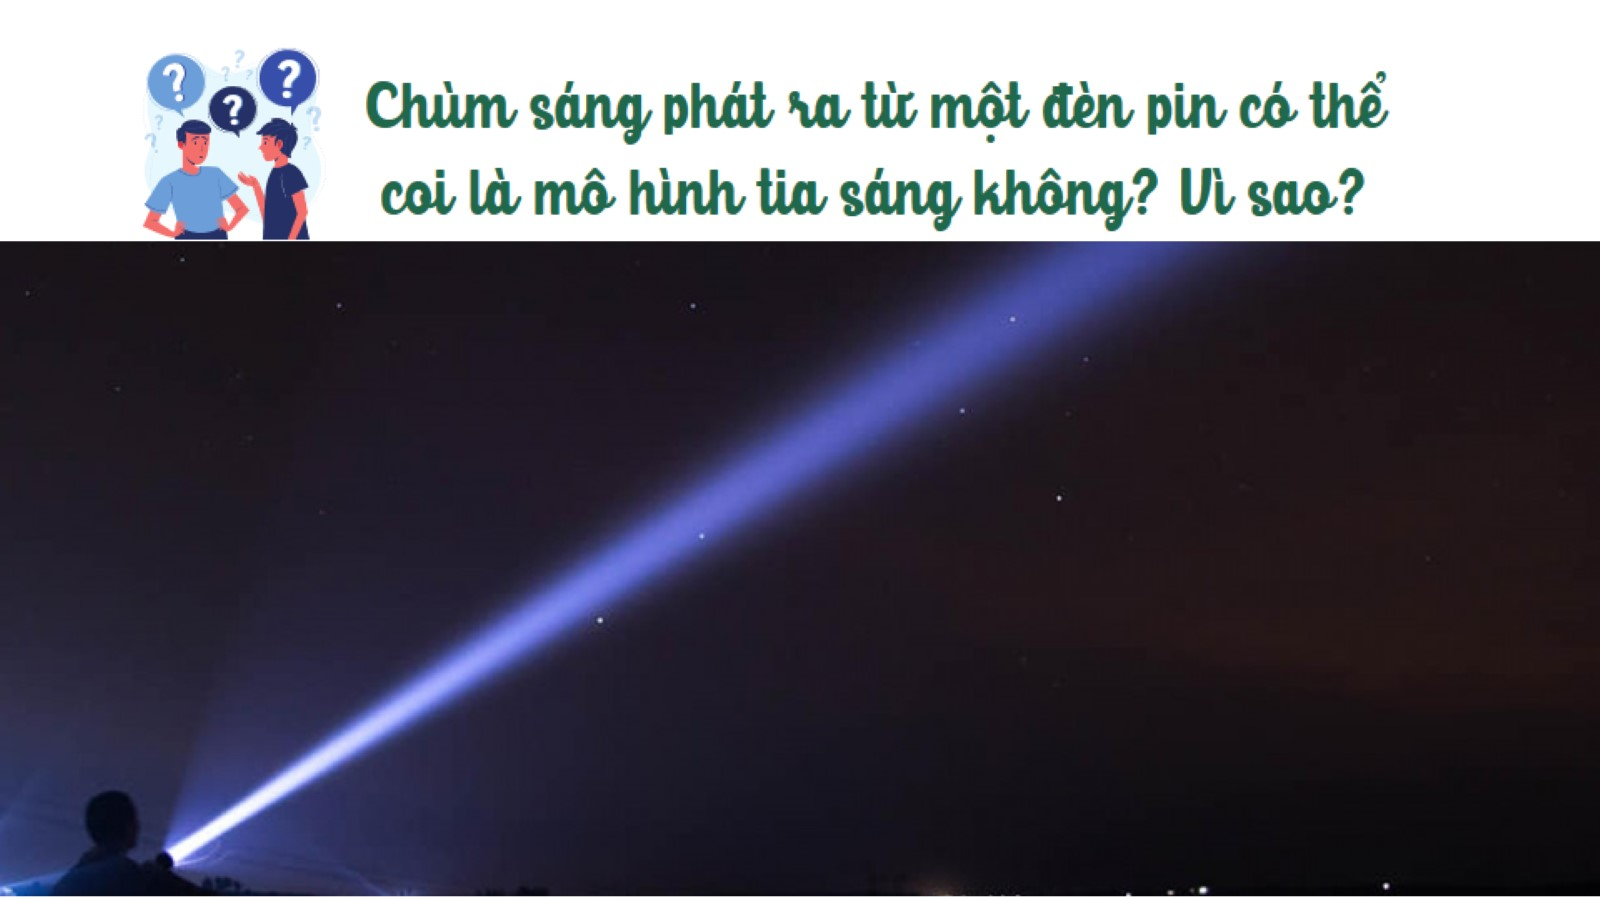 ?
?
?
Chùm sáng phát ra từ một đèn pin có thể
coi là mô hình tia sáng không? Vì sao?